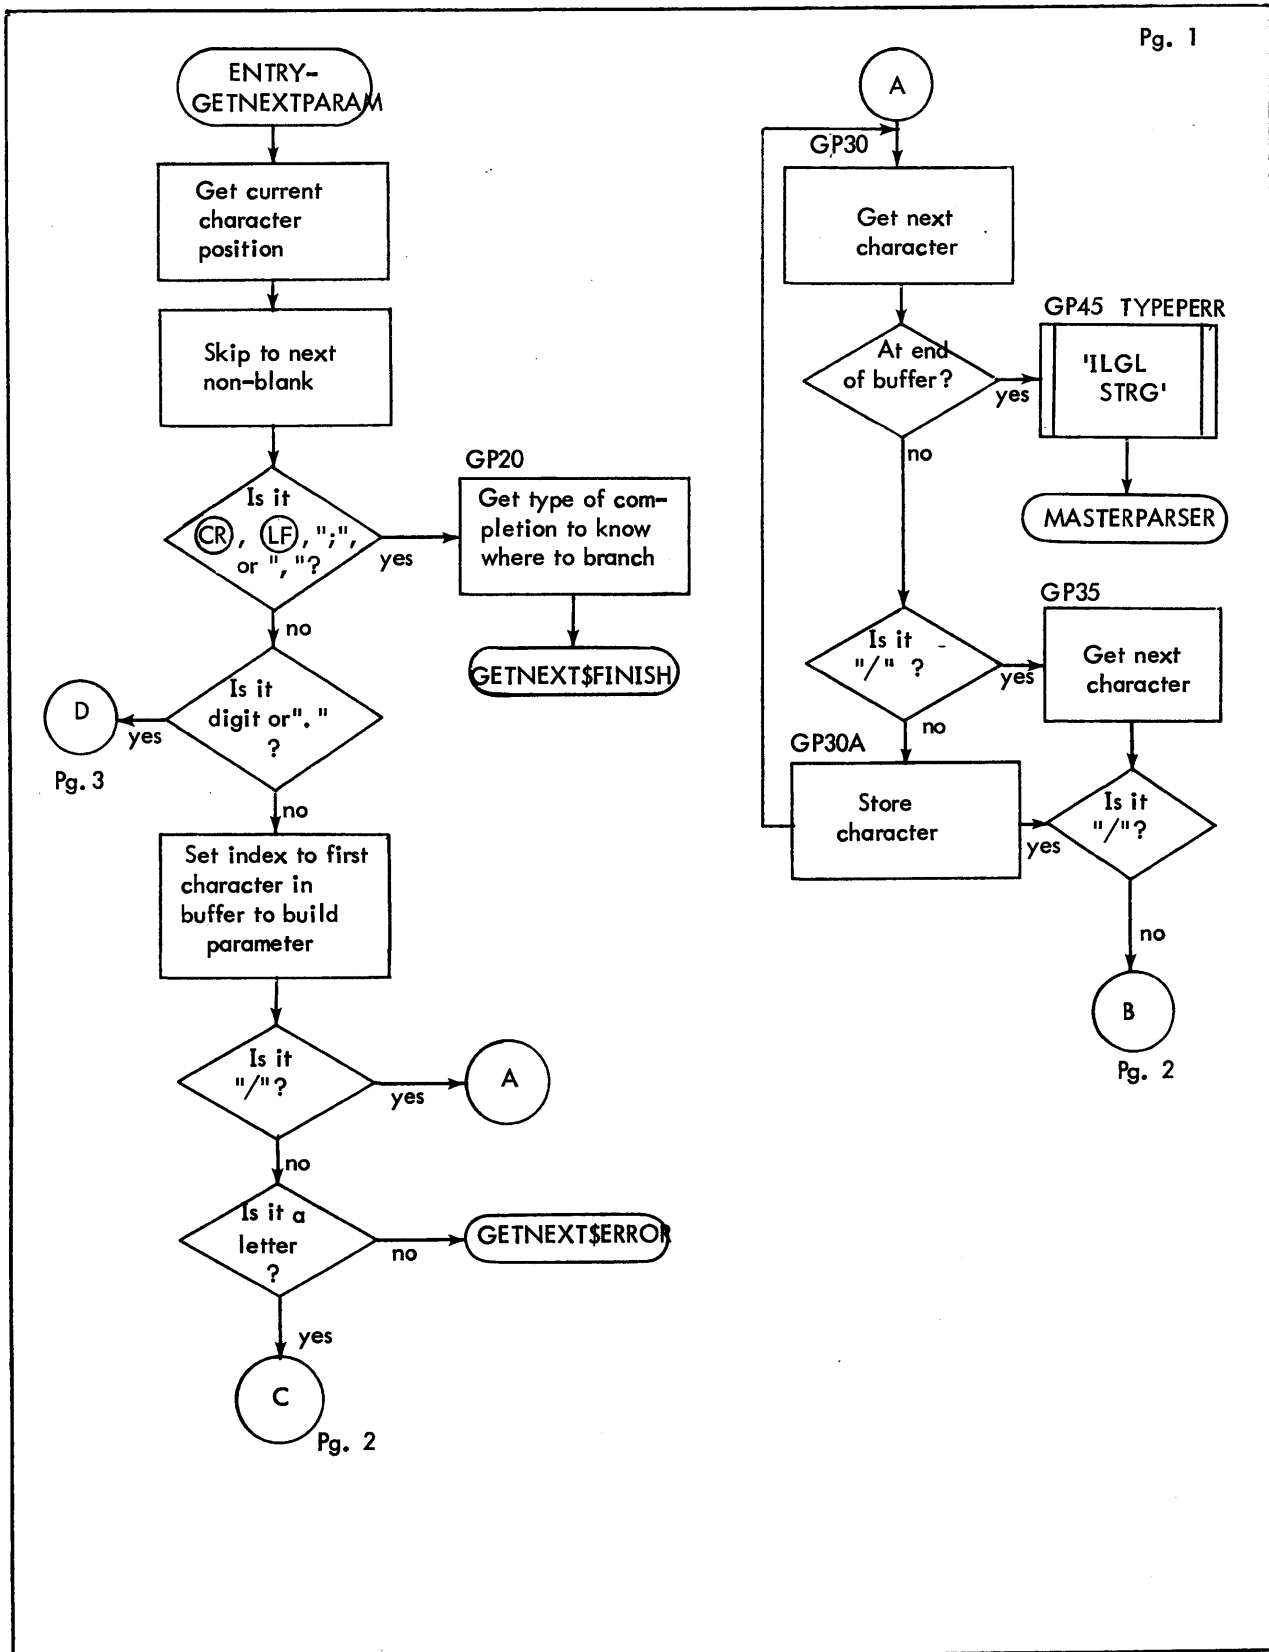 Pg. 1
ENTRY-
GETNEXTPARAM
Get current
character
position
Skip to next
non-blank
Is it
CR, LF, ";",
or ", "?
yes
GP20
Get type of com-
pletion to know
where to branch
GETNEXT$FINISH
no
Is it
digit or". "
?
yes
D
Pg. 3
no
Set index to first
character in
buffer to build
parameter
Is it
"/"?
yes
A
no
Is it a
letter
?
no
GETNEXT$ERROR
yes
C
Pg. 2
A
GP30
Get next
character
At end
of buffer?
yes
GP45 TYPEPERR
'ILGL
STRG'
MASTERPARSER
no
Is it
"/" ?
yes
GP35
Get next
character
no
GP30A
Store
character
yes
Is it
"/"?
no
B
Pg. 2